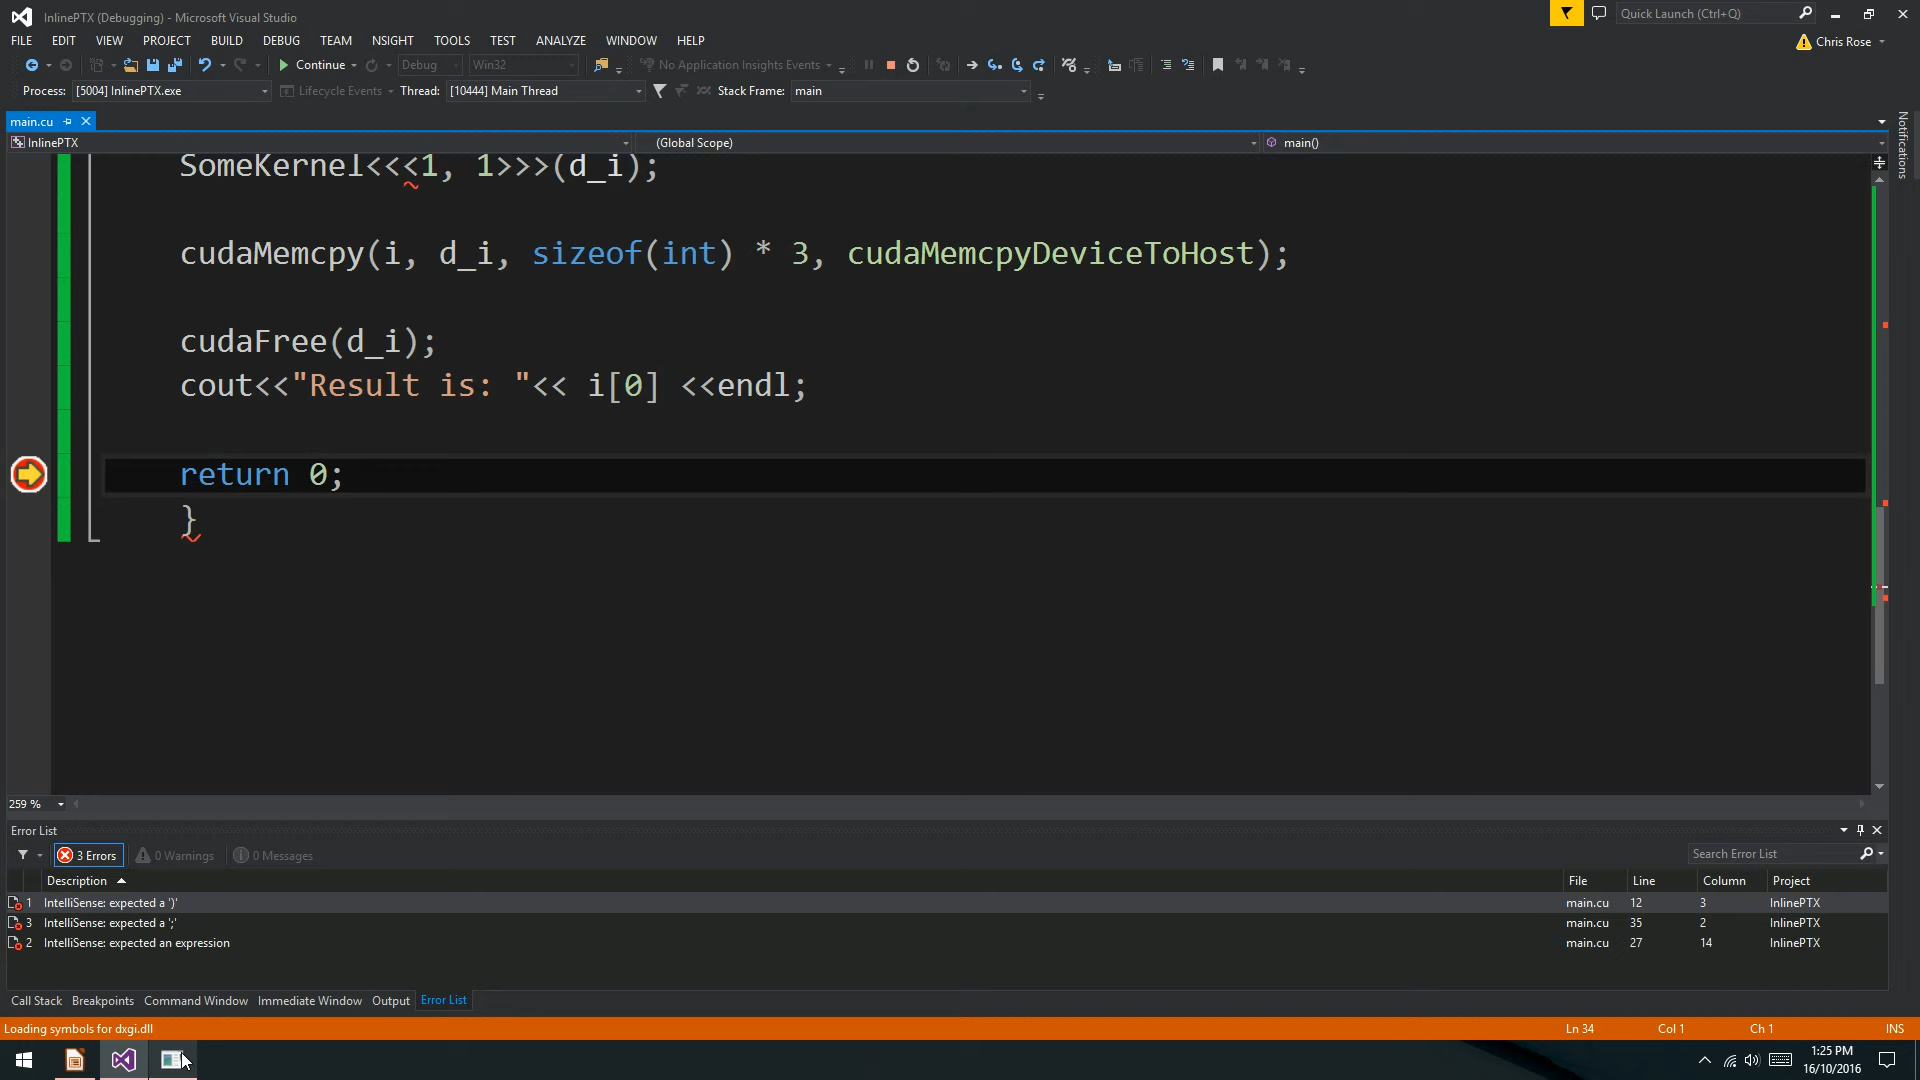 InlinePTX (Debugging) - Microsoft Visual Studio
Quick Launch (Ctrl+Q)
FILE EDIT VIEW PROJECT BUILD DEBUG TEAM NSIGHT TOOLS TEST ANALYZE WINDOW HELP
Chris Rose
Continue Debug Win32 No Application Insights Events
Process: [5004] InlinePTX.exe Lifecycle Events Thread: [10444] Main Thread Stack Frame: main
main.cu
InlinePTX (Global Scope) main()
Notifications
SomeKernel<<<1, 1>>>(d_i);
cudaMemcpy(i, d_i, sizeof(int) * 3, cudaMemcpyDeviceToHost);
cudaFree(d_i);
cout<<"Result is: "<< i[0] <<endl;
return 0;
}
259 %
Error List
3 Errors 0 Warnings 0 Messages
Search Error List
Description File Line Column Project
1 IntelliSense: expected a ')' main.cu 12 3 InlinePTX
3 IntelliSense: expected a ';' main.cu 35 2 InlinePTX
2 IntelliSense: expected an expression main.cu 27 14 InlinePTX
Call Stack Breakpoints Command Window Immediate Window Output Error List
Loading symbols for dxgi.dll Ln 34 Col 1 Ch 1 INS
1:25 PM
16/10/2016